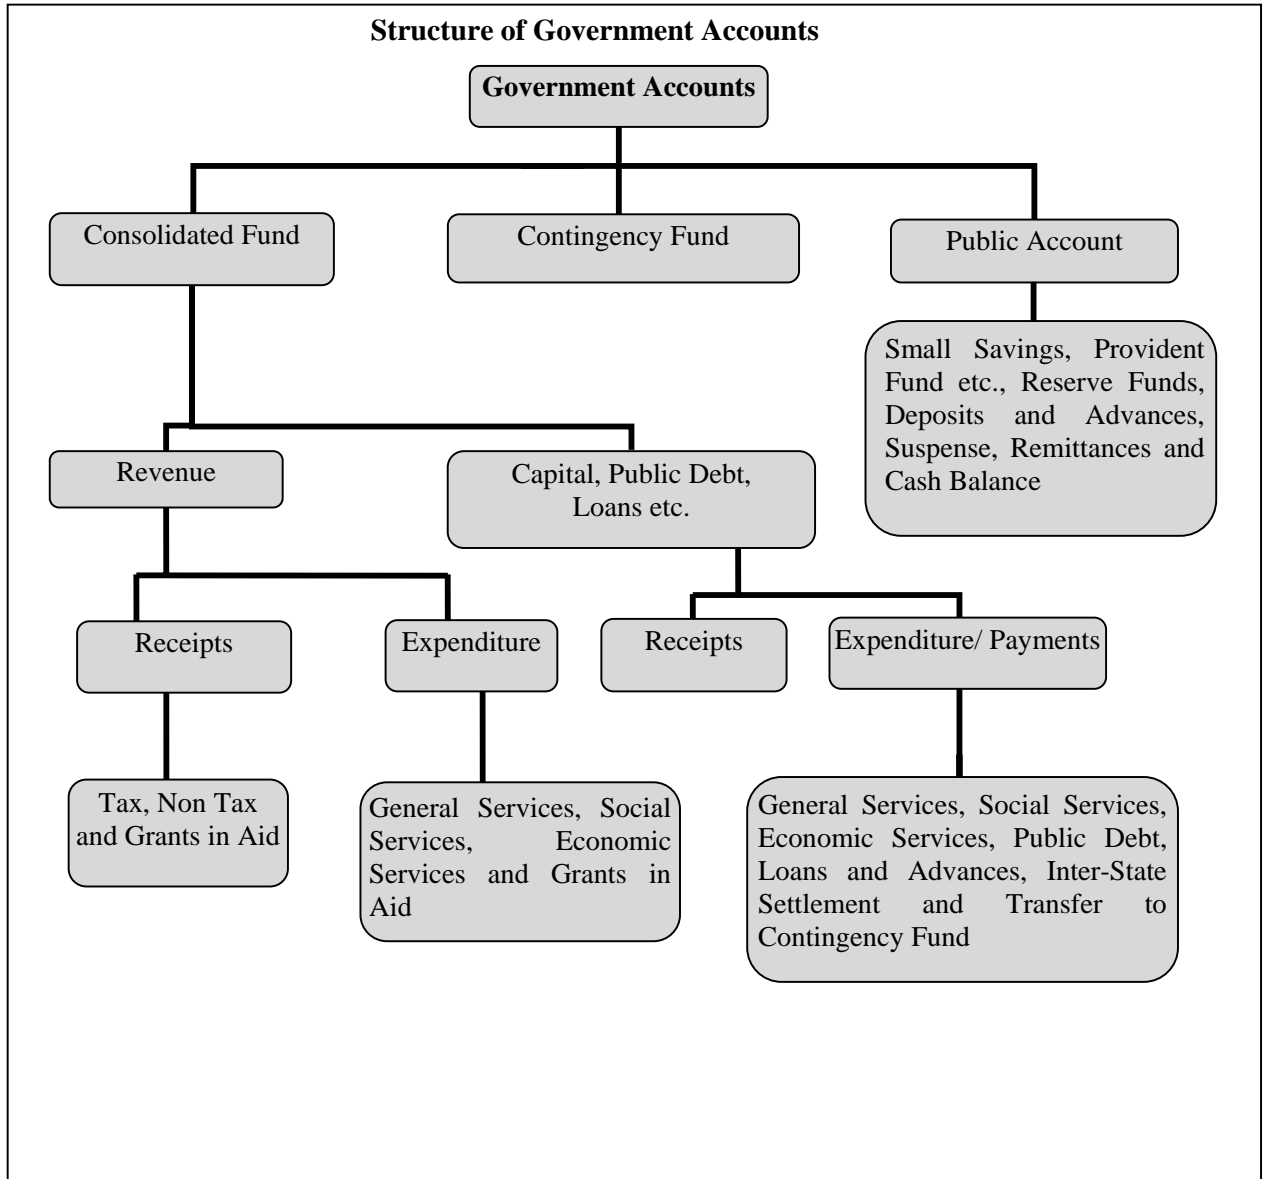 Structure of Government Accounts
Government Accounts
Consolidated Fund
Contingency Fund
Public Account
Small Savings, Provident
Fund etc., Reserve Funds,
Deposits and Advances,
Suspense, Remittances and
Cash Balance
Revenue
Capital, Public Debt,
Loans etc.
Receipts
Expenditure
Receipts
Expenditure/ Payments
Tax, Non Tax
and Grants in Aid
General Services, Social
Services, Economic
Services and Grants in
Aid
General Services, Social Services,
Economic Services, Public Debt,
Loans and Advances, Inter-State
Settlement and Transfer to
Contingency Fund